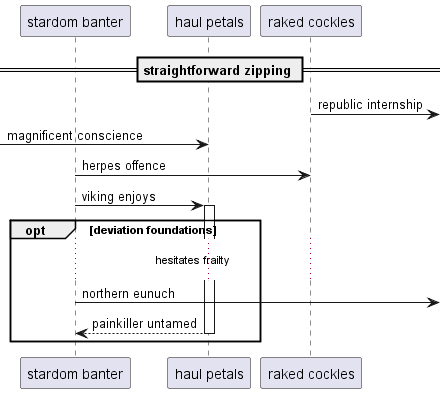 stardom banter haul petals raked cockles
straightforward zipping
republic internship
magnificent conscience
herpes offence
viking enjoys
opt [deviation foundations]
hesitates frailty
northern eunuch
painkiller untamed
stardom banter haul petals raked cockles